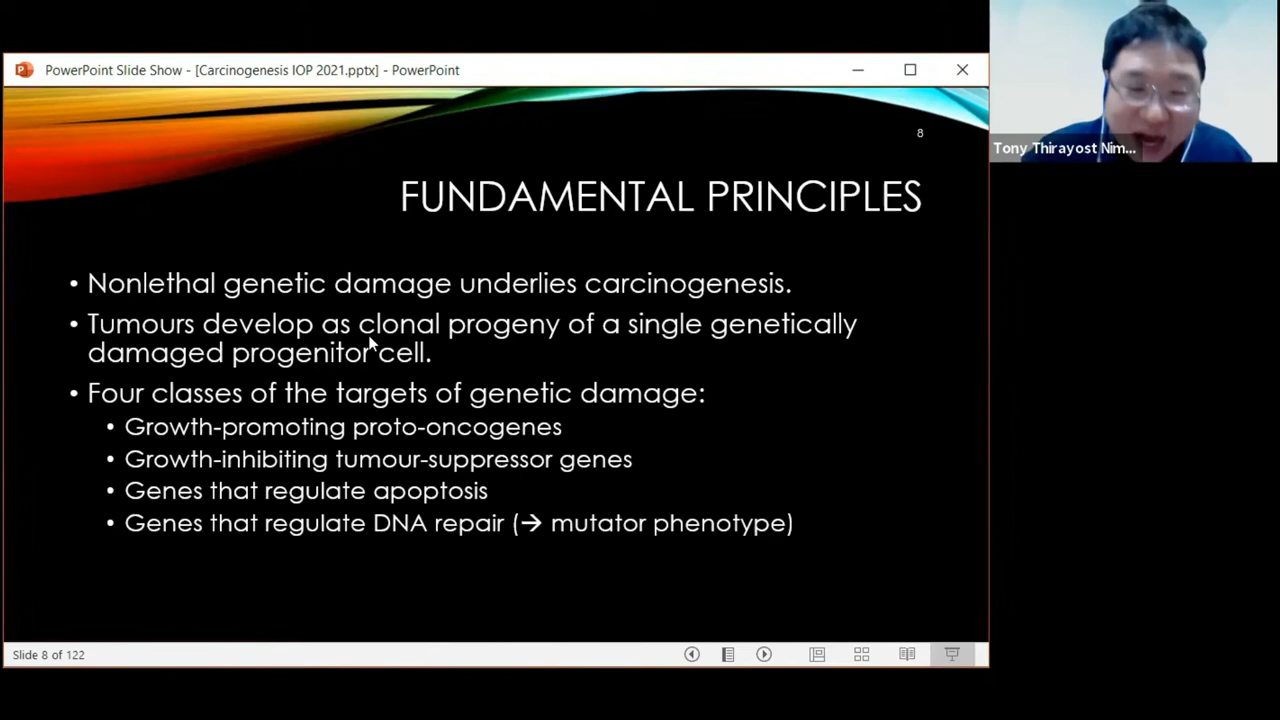 PowerPoint Slide Show - [Carcinogenesis IOP 2021.pptx] - PowerPoint
8
Tony Thirayost Nim...
FUNDAMENTAL PRINCIPLES
• Nonlethal genetic damage underlies carcinogenesis.
• Tumours develop as clonal progeny of a single genetically
damaged progenitor cell.
• Four classes of the targets of genetic damage:
• Growth-promoting proto-oncogenes
• Growth-inhibiting tumour-suppressor genes
• Genes that regulate apoptosis
• Genes that regulate DNA repair (→ mutator phenotype)
Slide 8 of 122